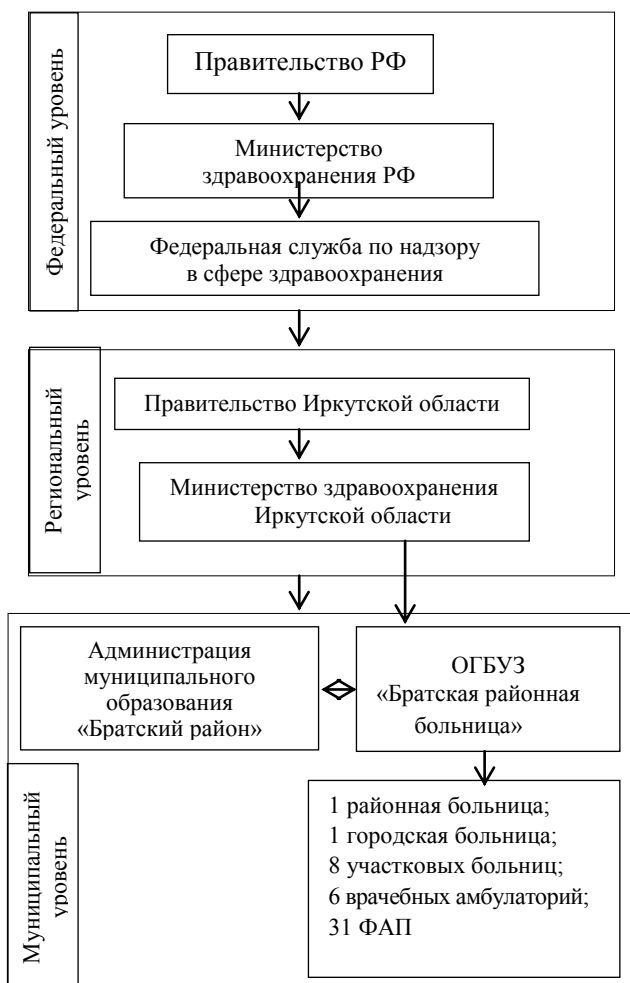 Федеральный уровень
Правительство РФ
Министерство
здравоохранения РФ
Федеральная служба по надзору
в сфере здравоохранения
Региональный
уровень
Правительство Иркутской области
Министерство здравоохранения
Иркутской области
Администрация
муниципального
образования
«Братский район»
ОГБУЗ
«Братская районная
больница»
Муниципальный
уровень
1 районная больница;
1 городская больница;
8 участковых больниц;
6 врачебных амбулаторий;
31 ФАП